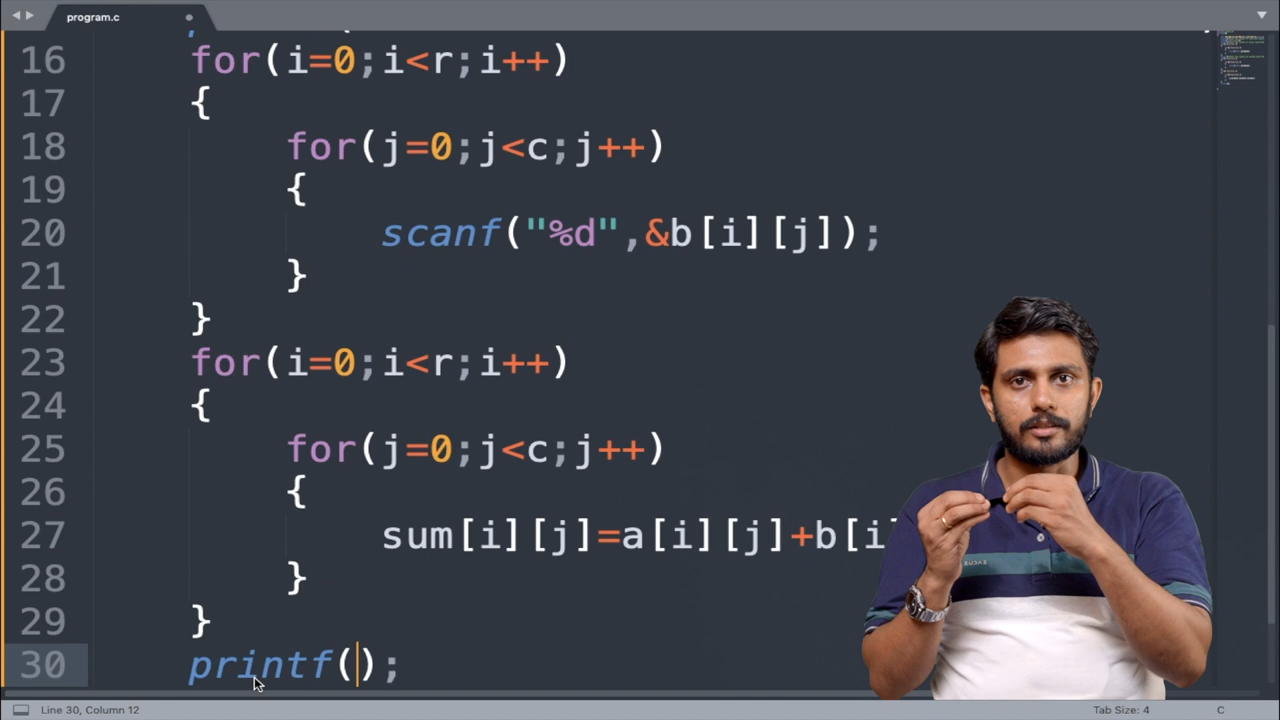 program.c
16 for(i=0;i<r;i++)
17 {
18 for(j=0;j<c;j++)
19 {
20 scanf("%d",&b[i][j]);
21 }
22 }
23 for(i=0;i<r;i++)
24 {
25 for(j=0;j<c;j++)
26 {
27 sum[i][j]=a[i][j]+b[i]
28 }
29 }
30 printf();
Line 30, Column 12
Tab Size: 4
C